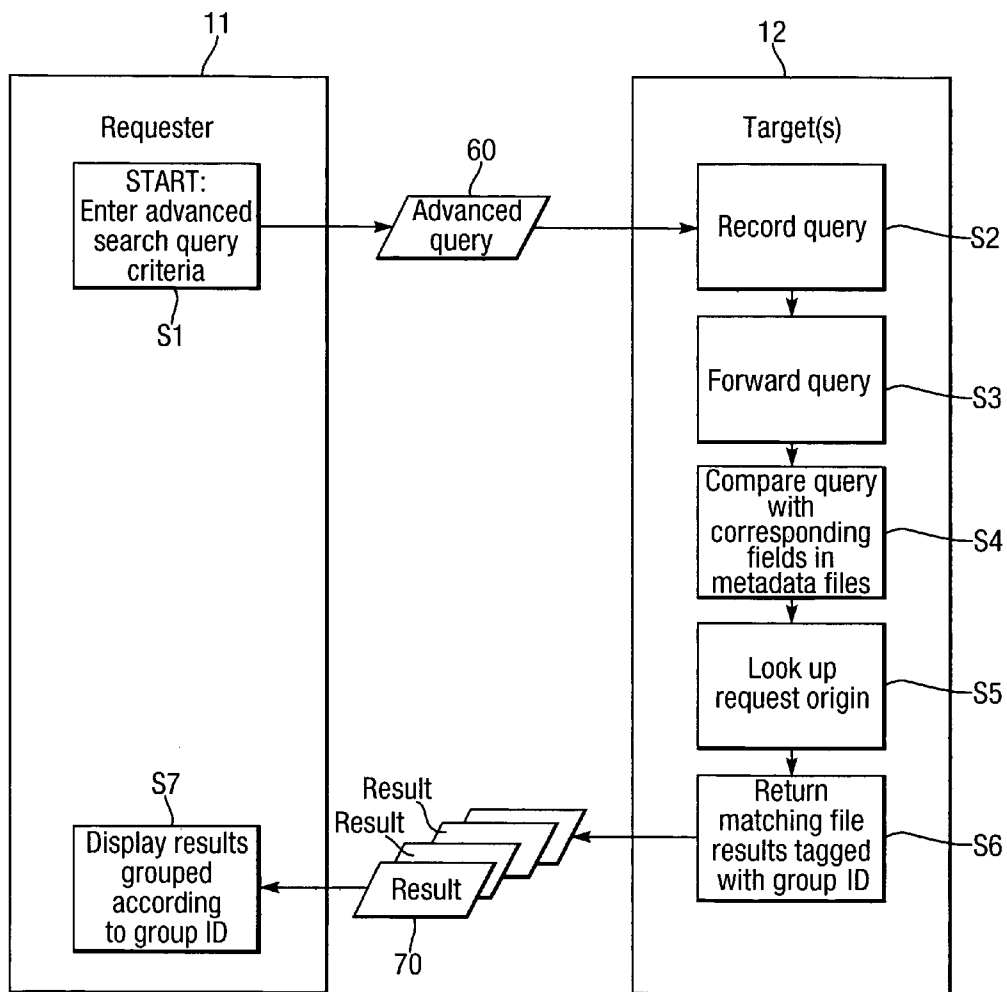 11
12
Requester
Target(s)
START:
Enter advanced
search query
criteria
S1
60
Advanced
query
Record query
S2
Forward query
S3
Compare query
with
corresponding
fields in
metadata files
S4
Look up
request origin
S5
Return
matching file
results tagged
with group ID
S6
Result
Result
Result
70
S7
Display results
grouped
according
to group ID